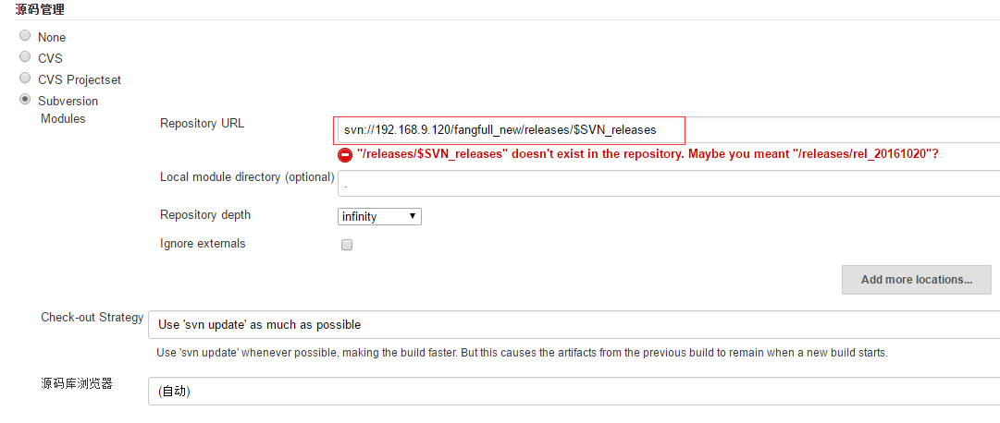 源码管理
None
CVS
CVS Projectset
Subversion
Modules
Repository URL
svn://192.168.9.120/fangfull_new/releases/$SVN_releases
"/releases/$SVN_releases" doesn't exist in the repository. Maybe you meant "/releases/rel_20161020"?
Local module directory (optional)
.
Repository depth
infinity
Ignore externals
Add more locations...
Check-out Strategy
Use 'svn update' as much as possible
Use 'svn update' whenever possible, making the build faster. But this causes the artifacts from the previous build to remain when a new build starts.
源码库浏览器
(自动)